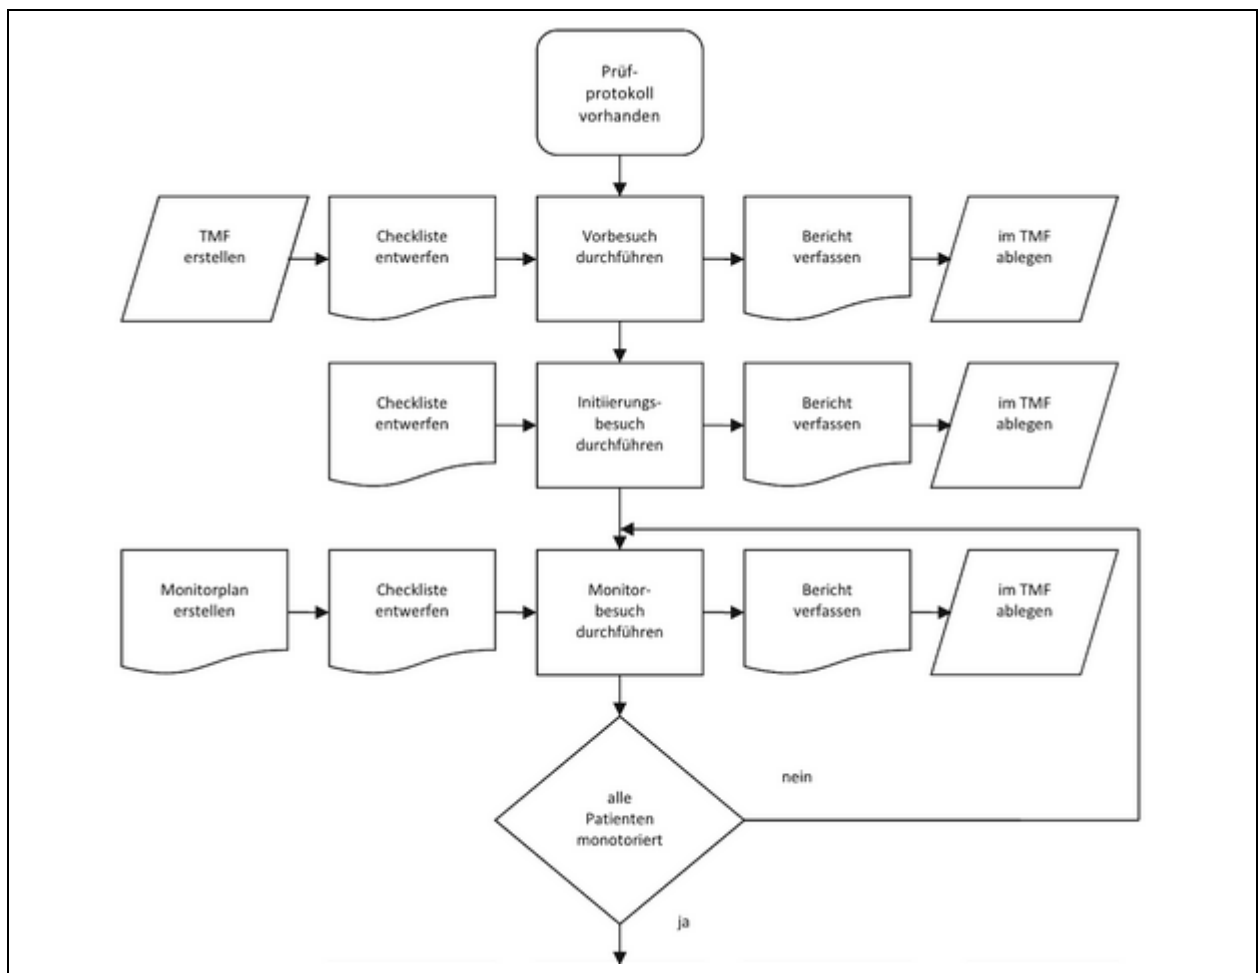 Prüf-
protokoll
vorhanden
TMF
erstellen
Checkliste
entwerfen
Vorbesuch
durchführen
Bericht
verfassen
im TMF
ablegen
Checkliste
entwerfen
Initiierungs-
besuch
durchführen
Bericht
verfassen
im TMF
ablegen
Monitorplan
erstellen
Checkliste
entwerfen
Monitor-
besuch
durchführen
Bericht
verfassen
im TMF
ablegen
nein
alle
Patienten
monotoriert
ja